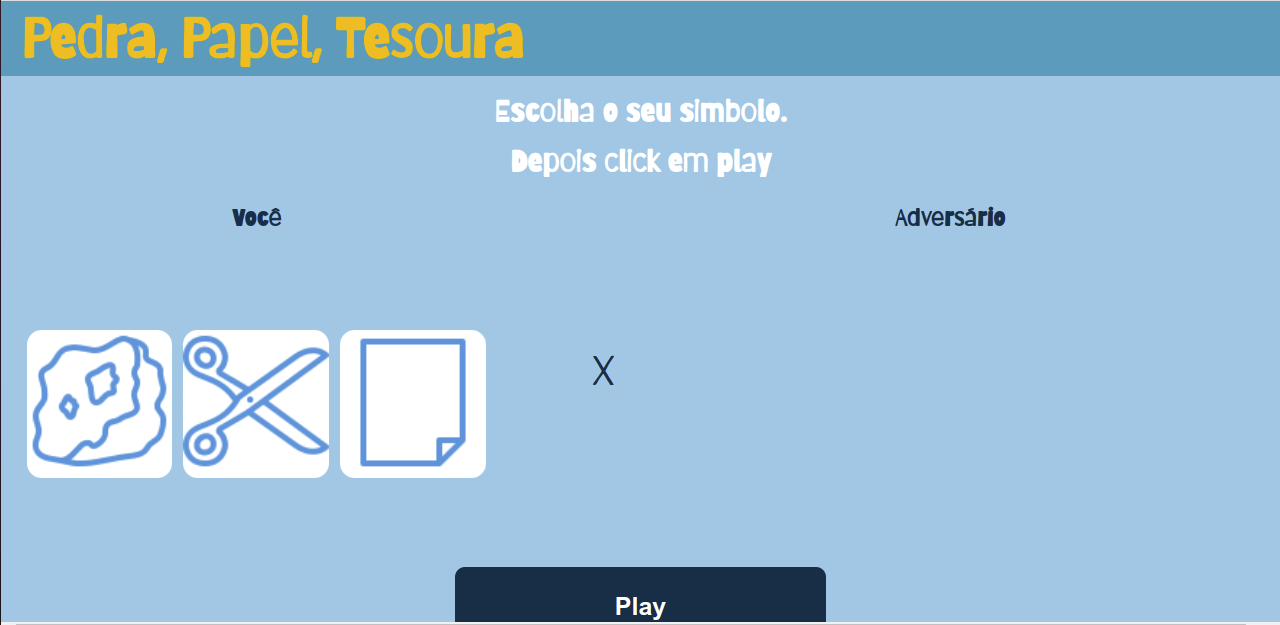 Pedra, Papel, Tesoura
Escolha o seu simbolo.
Depois click em play
Você
Adversário
X
Play